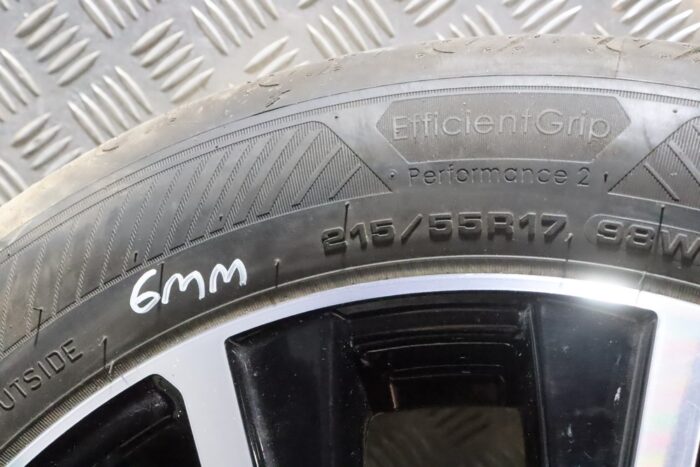 EfficientGrip
Performance 2
215/55R17 98W
6MM
UTSIDE